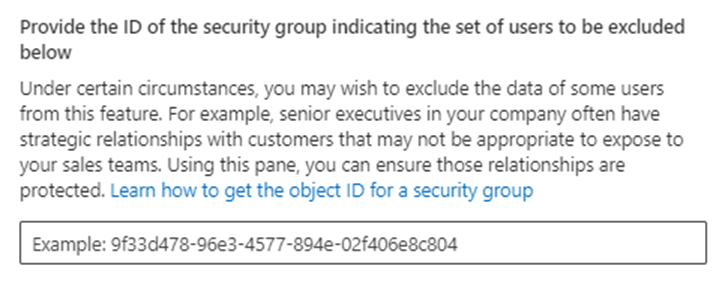 Provide the ID of the security group indicating the set of users to be excluded
below
Under certain circumstances, you may wish to exclude the data of some users
from this feature. For example, senior executives in your company often have
strategic relationships with customers that may not be appropriate to expose to
your sales teams. Using this pane, you can ensure those relationships are
protected. Learn how to get the object ID for a security group
Example: 9f33d478-96e3-4577-894e-02f406e8c804